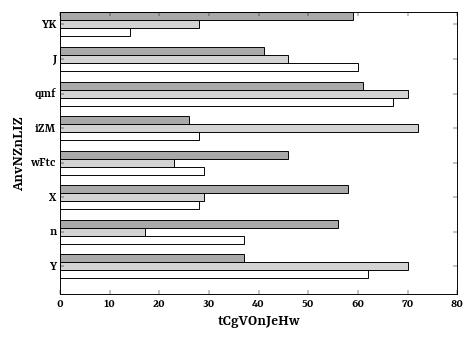 YK
J
qmf
iZM
wFtc
X
n
Y
AnvNZnLIZ
0 10 20 30 40 50 60 70 80
tCgVOnJeHw